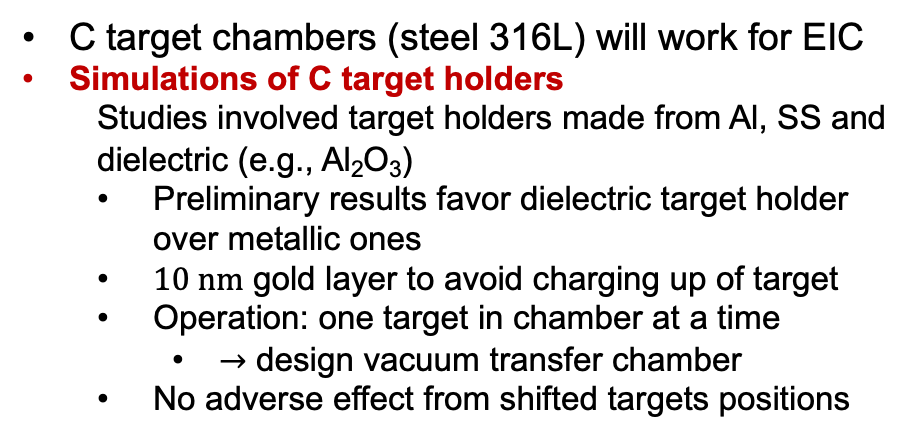 • C target chambers (steel 316L) will work for EIC
• Simulations of C target holders
Studies involved target holders made from Al, SS and
dielectric (e.g., Al₂O₃)
• Preliminary results favor dielectric target holder
over metallic ones
• 10 nm gold layer to avoid charging up of target
• Operation: one target in chamber at a time
• → design vacuum transfer chamber
• No adverse effect from shifted targets positions